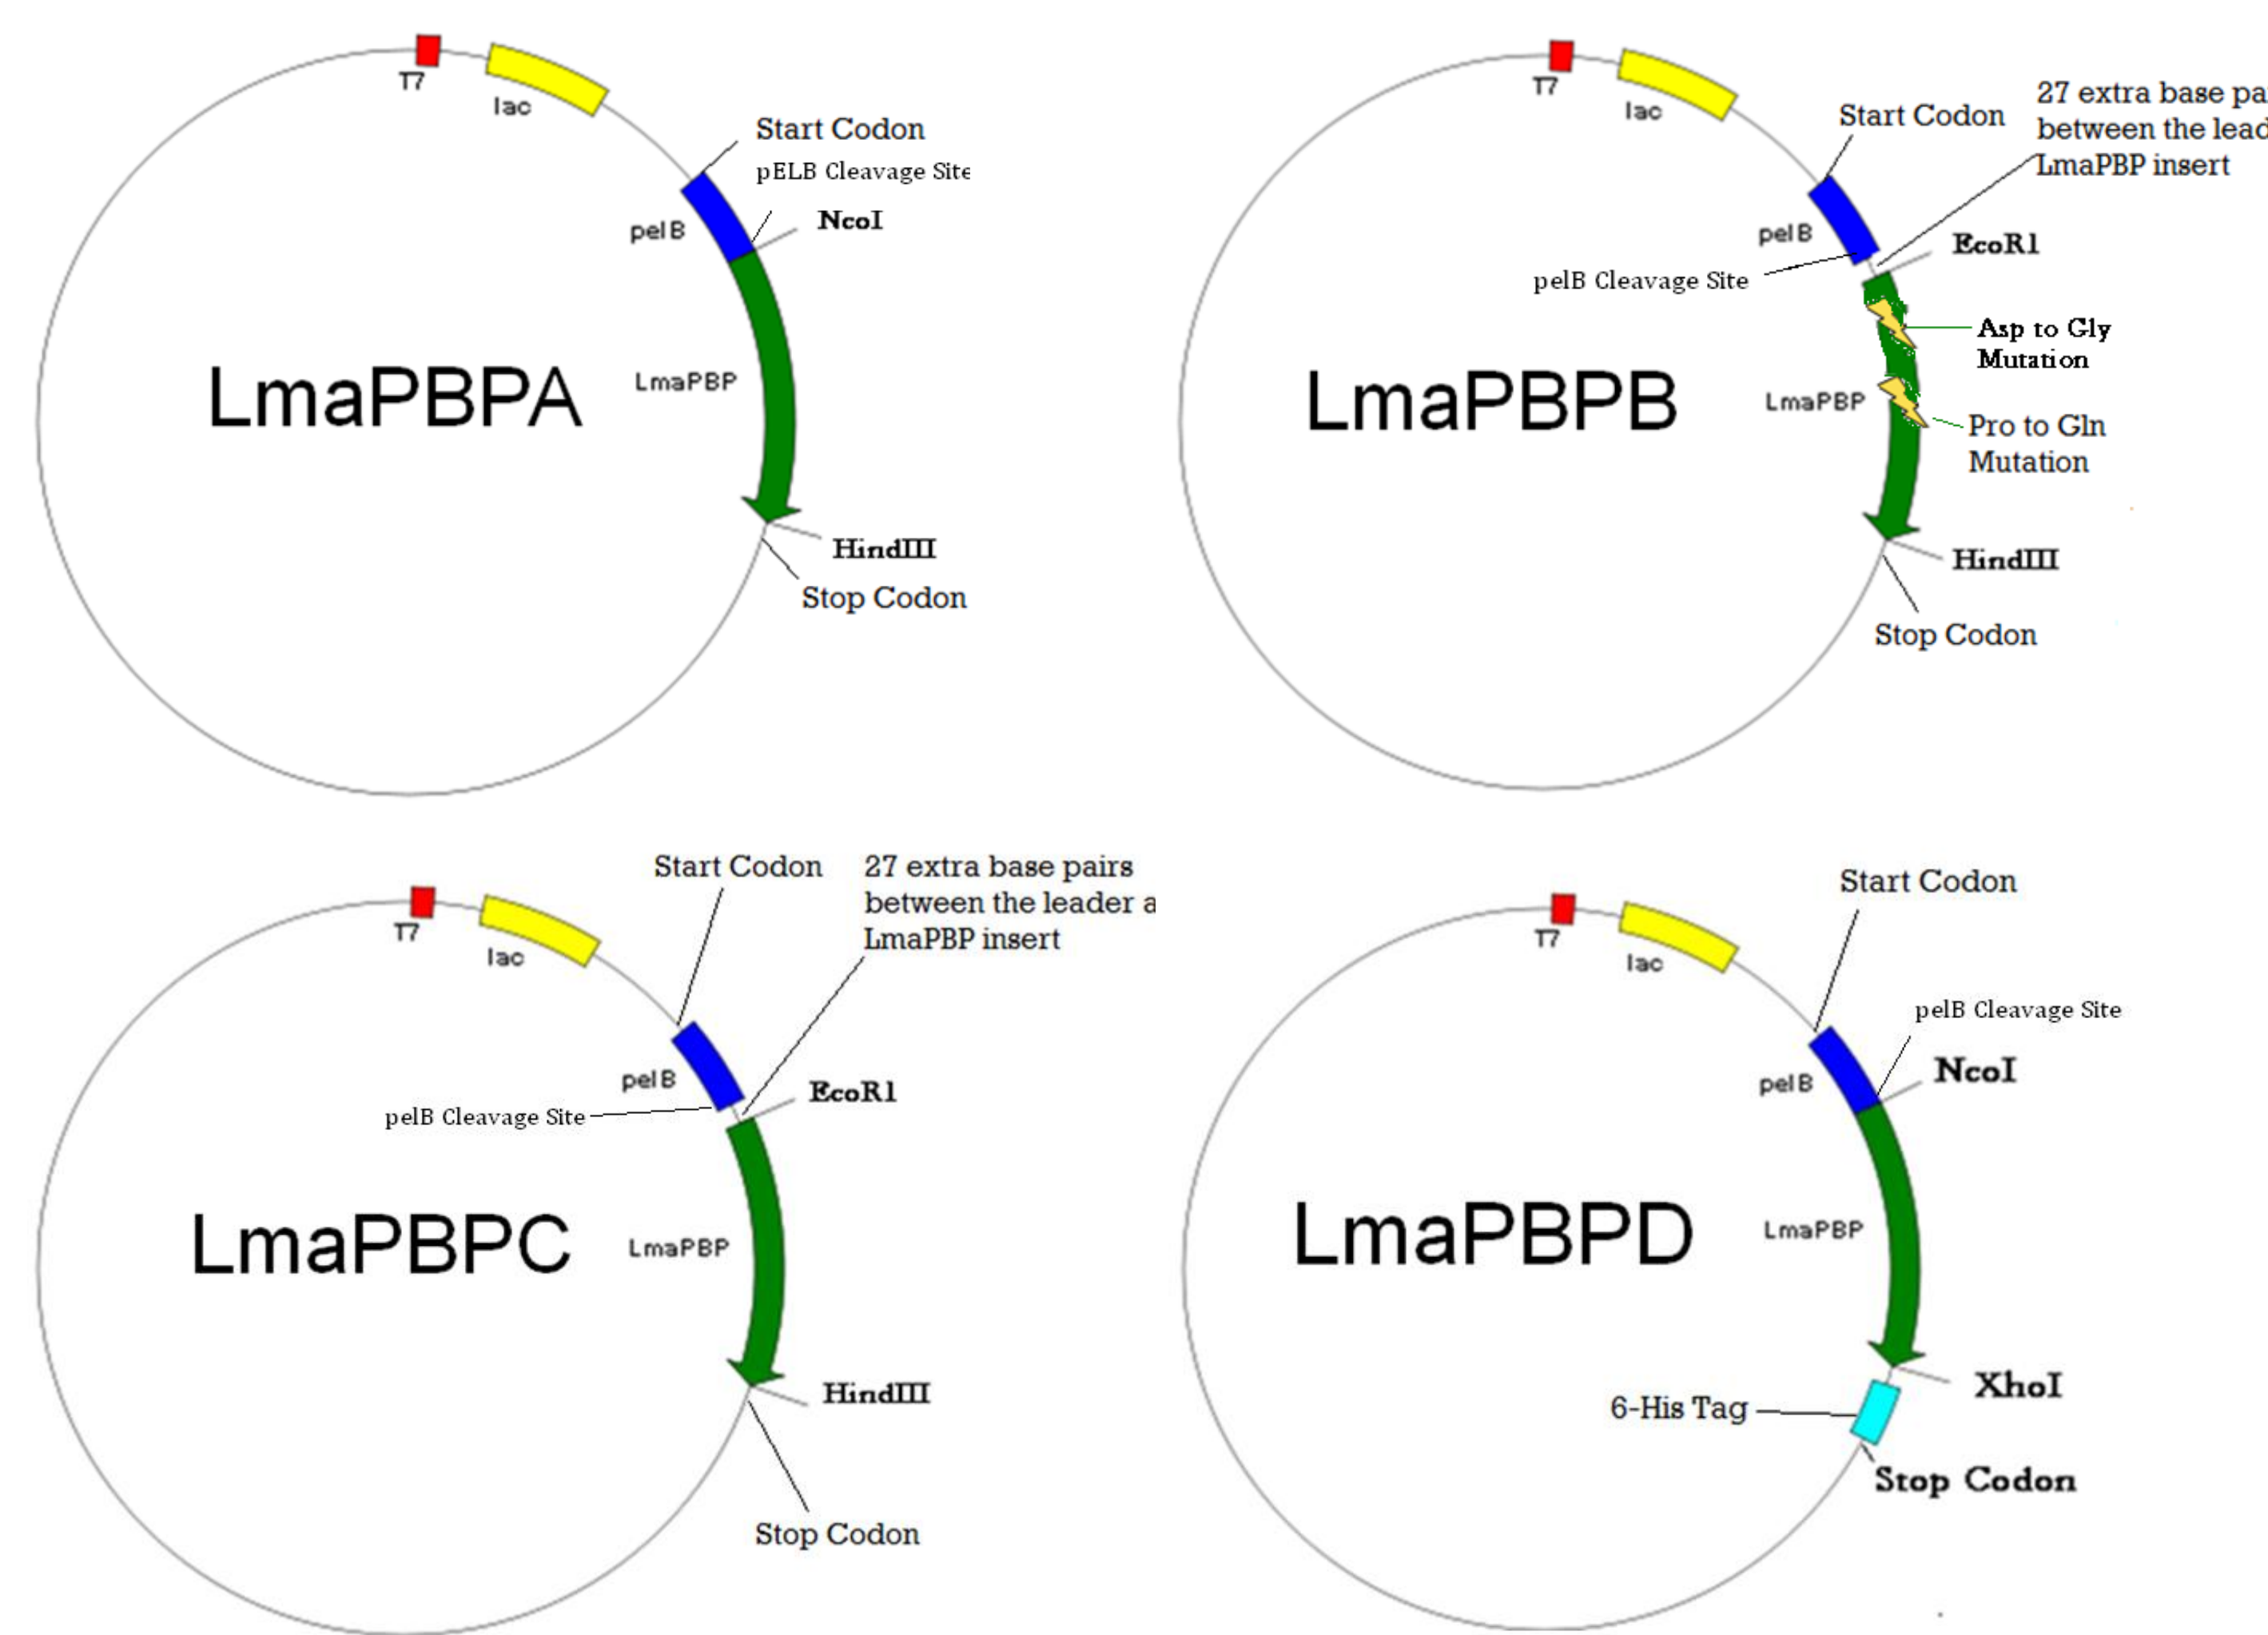 T7
lac
Start Codon
pELB Cleavage Site
NcoI
pelB
LmaPBP
LmaPBPA
HindIII
Stop Codon
T7
lac
Start Codon
27 extra base pa
between the lead
LmaPBP insert
pelB
EcoR1
pelB Cleavage Site
Asp to Gly
Mutation
LmaPBP
LmaPBPB
Pro to Gln
Mutation
HindIII
Stop Codon
Start Codon
27 extra base pairs
between the leader a
LmaPBP insert
T7
lac
pelB
EcoR1
pelB Cleavage Site
LmaPBP
LmaPBPC
HindIII
Stop Codon
Start Codon
T7
lac
pelB Cleavage Site
NcoI
pelB
LmaPBP
LmaPBPD
XhoI
6-His Tag
Stop Codon